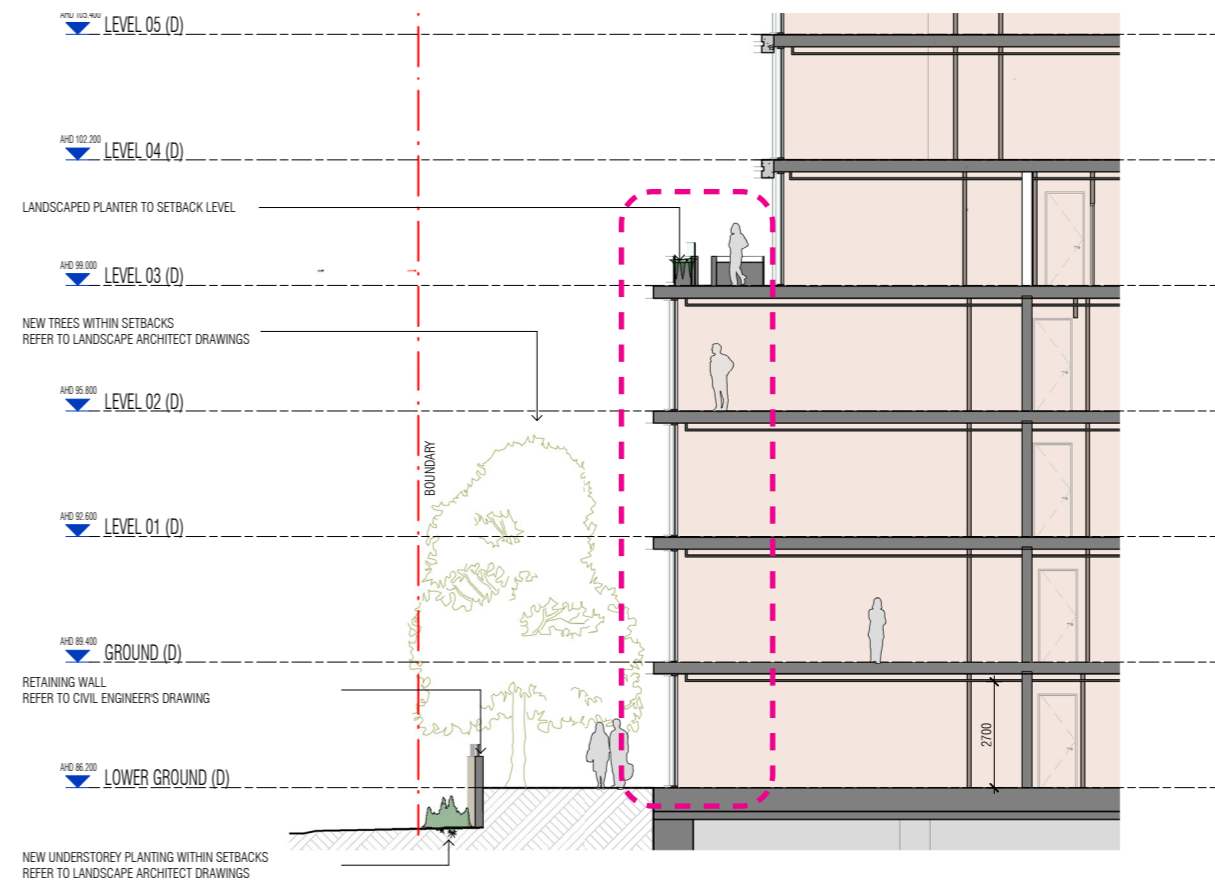 AHD 105.400
LEVEL 05 (D)
AHD 102.200
LEVEL 04 (D)
LANDSCAPED PLANTER TO SETBACK LEVEL
AHD 99.000
LEVEL 03 (D)
NEW TREES WITHIN SETBACKS
REFER TO LANDSCAPE ARCHITECT DRAWINGS
AHD 95.800
LEVEL 02 (D)
BOUNDARY
AHD 92.600
LEVEL 01 (D)
AHD 89.400
GROUND (D)
RETAINING WALL
REFER TO CIVIL ENGINEER'S DRAWING
2700
AHD 86.200
LOWER GROUND (D)
NEW UNDERSTOREY PLANTING WITHIN SETBACKS
REFER TO LANDSCAPE ARCHITECT DRAWINGS